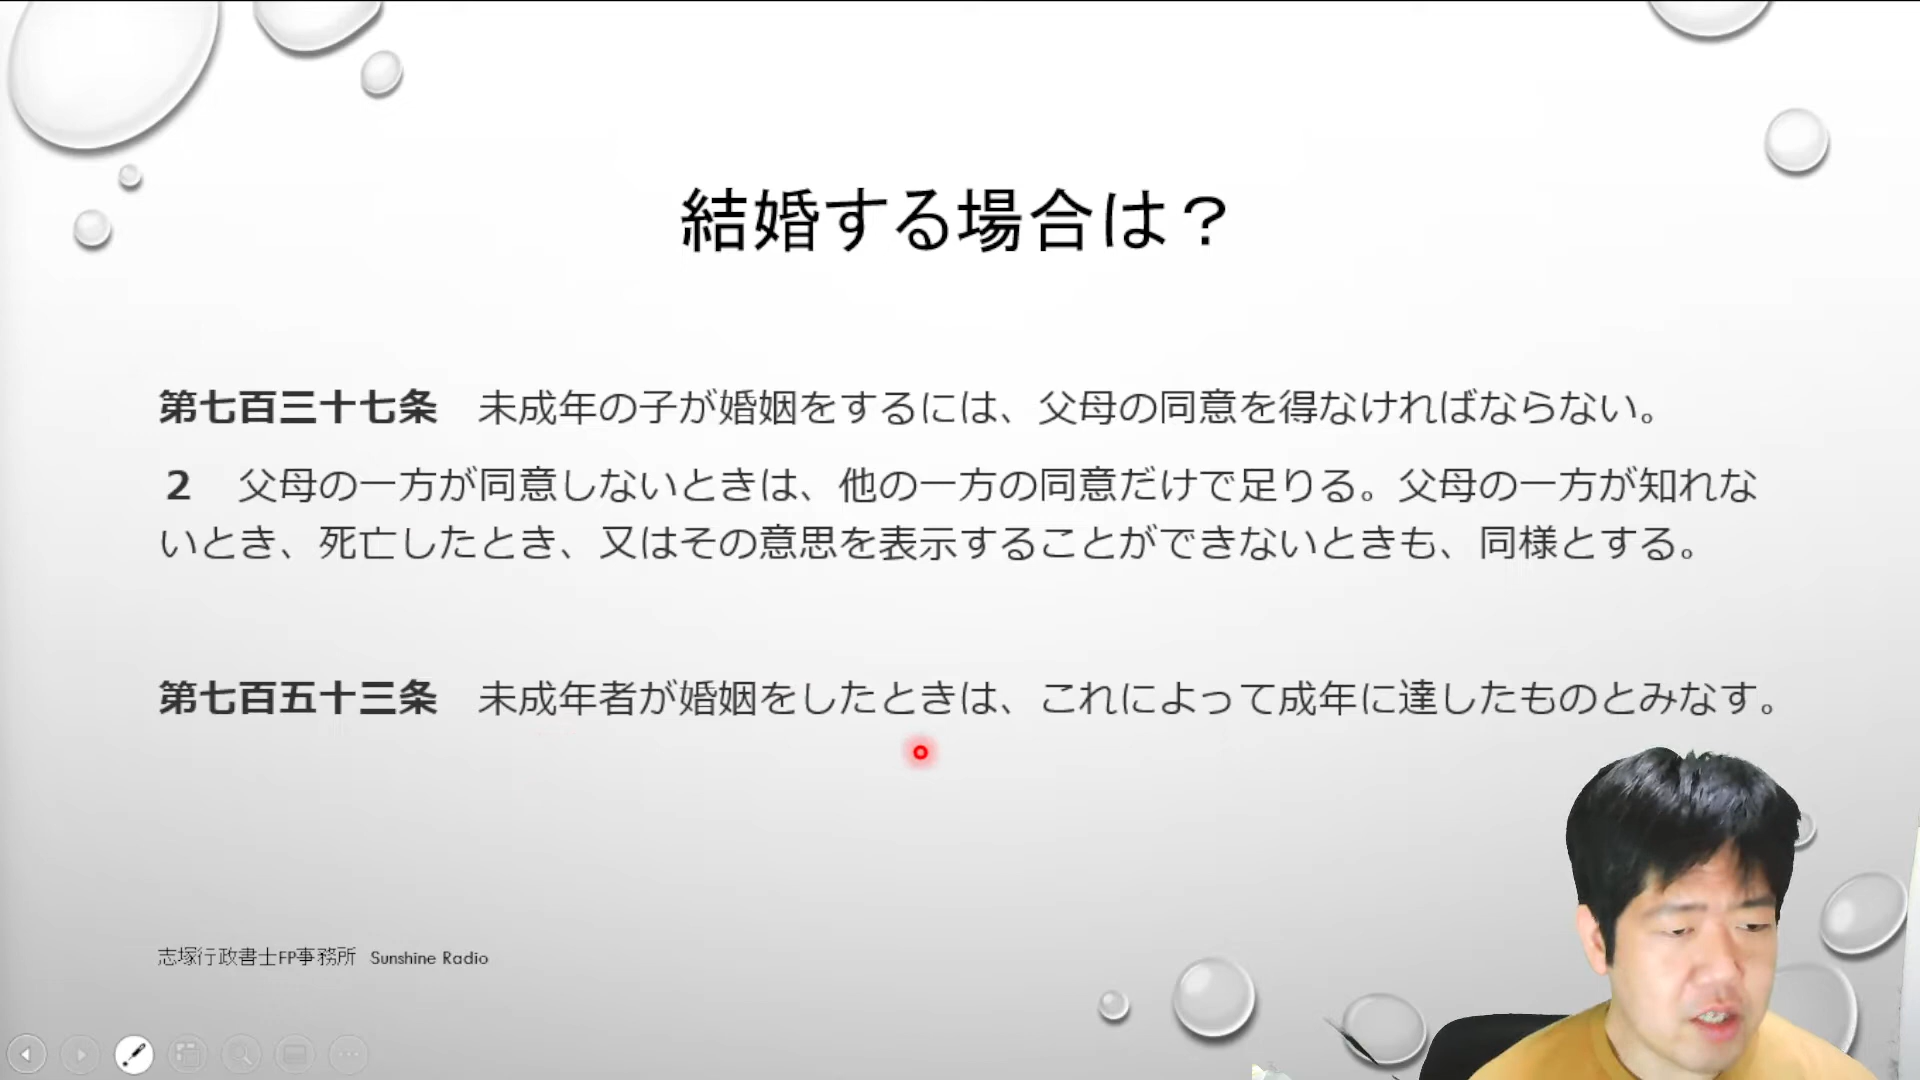 結婚する場合は？
第七百三十七条　未成年の子が婚姻をするには、父母の同意を得なければならない。
２　父母の一方が同意しないときは、他の一方の同意だけで足りる。父母の一方が知れな
いとき、死亡したとき、又はその意思を表示することができないときも、同様とする。
第七百五十三条　未成年者が婚姻をしたときは、これによって成年に達したものとみなす。
志塚行政書士FP事務所　Sunshine Radio